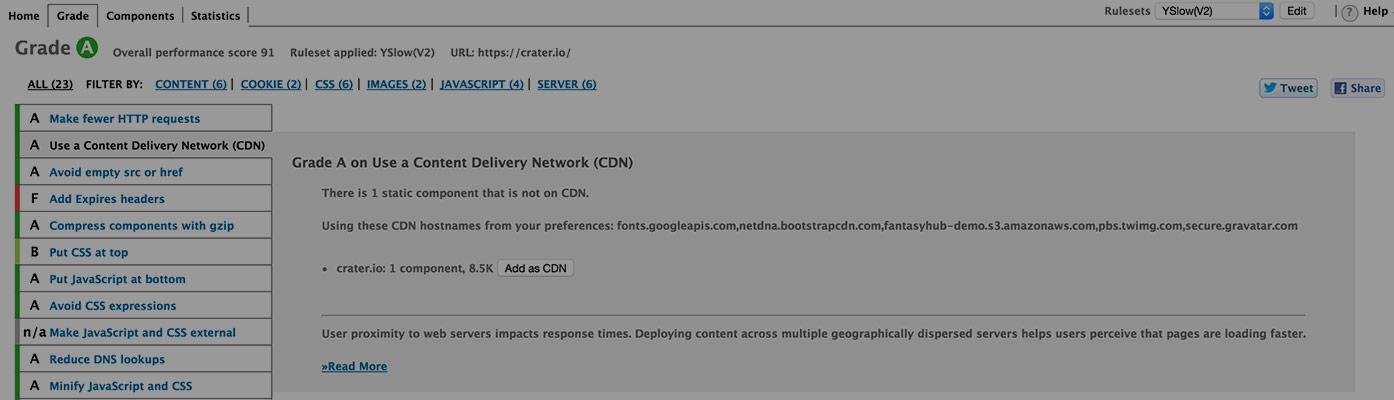 Home Grade Components Statistics Rulesets YSlow(V2) Edit ? Help
Grade A Overall performance score 91 Ruleset applied: YSlow(V2) URL: https://crater.io/
ALL (23) FILTER BY: CONTENT (6) | COOKIE (2) | CSS (6) | IMAGES (2) | JAVASCRIPT (4) | SERVER (6)
Tweet Share
A Make fewer HTTP requests
A Use a Content Delivery Network (CDN)
A Avoid empty src or href
F Add Expires headers
A Compress components with gzip
B Put CSS at top
A Put JavaScript at bottom
A Avoid CSS expressions
n/a Make JavaScript and CSS external
A Reduce DNS lookups
A Minify JavaScript and CSS
Grade A on Use a Content Delivery Network (CDN)
There is 1 static component that is not on CDN.
Using these CDN hostnames from your preferences: fonts.googleapis.com,netdna.bootstrapcdn.com,fantasyhub-demo.s3.amazonaws.com,pbs.twimg.com,secure.gravatar.com
• crater.io: 1 component, 8.5K Add as CDN
User proximity to web servers impacts response times. Deploying content across multiple geographically dispersed servers helps users perceive that pages are loading faster.
»Read More